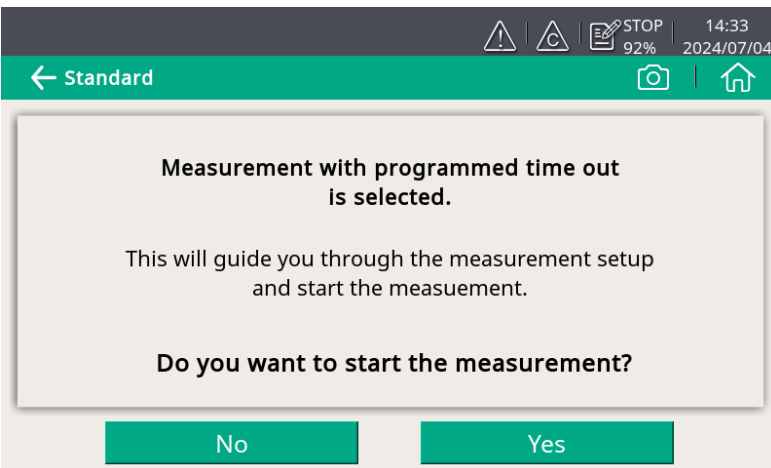 STOP 14:33
92% 2024/07/04
Standard
Measurement with programmed time out
is selected.
This will guide you through the measurement setup
and start the measuement.
Do you want to start the measurement?
No Yes